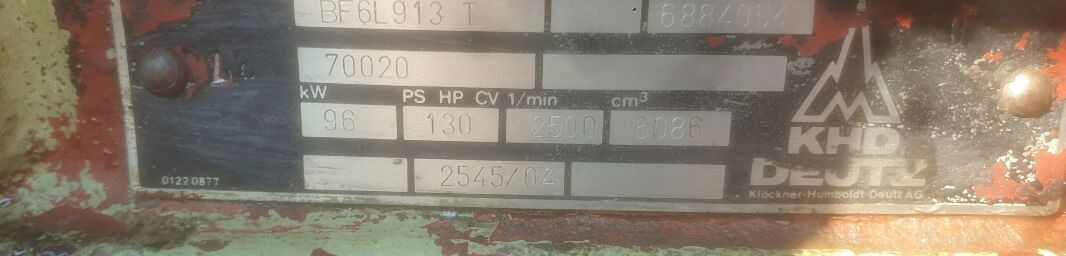 BF6L913 T 6884054
70020
kW PS HP CV 1/min cm³
96 130 2500 6086
2545/04
01220877
KHD
DEUTZ
Klöckner-Humboldt-Deutz AG